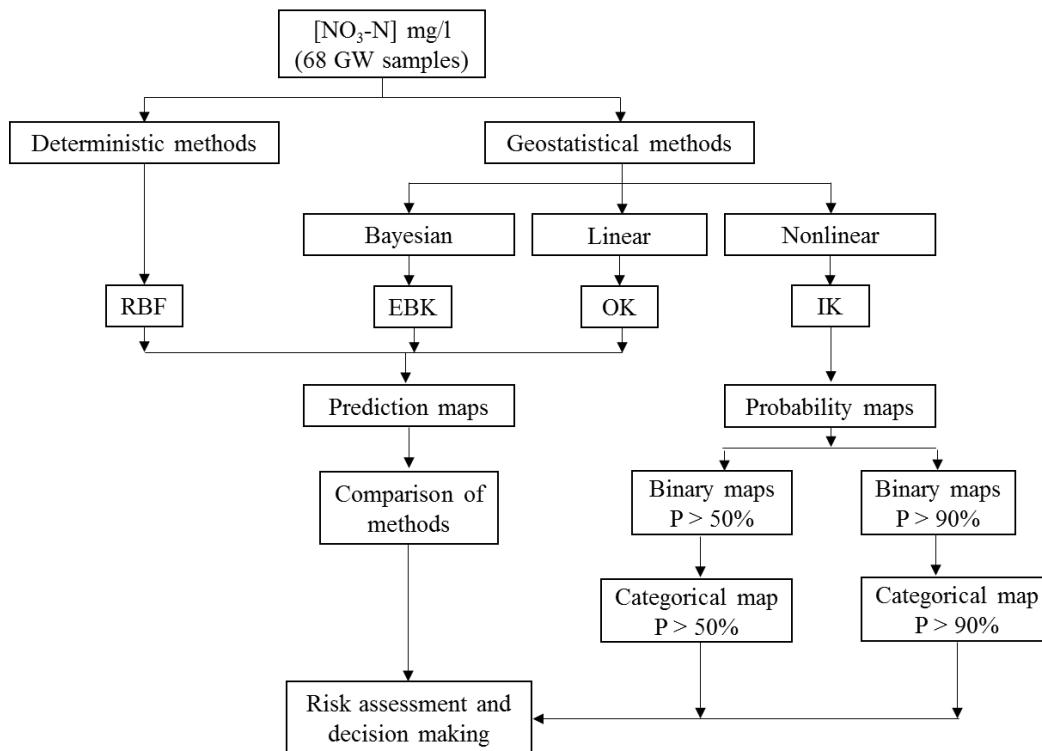 [NO₃-N] mg/l
(68 GW samples)
Deterministic methods
Geostatistical methods
Bayesian
Linear
Nonlinear
RBF
EBK
OK
IK
Prediction maps
Probability maps
Comparison of
methods
Binary maps
P > 50%
Binary maps
P > 90%
Categorical map
P > 50%
Categorical map
P > 90%
Risk assessment and
decision making